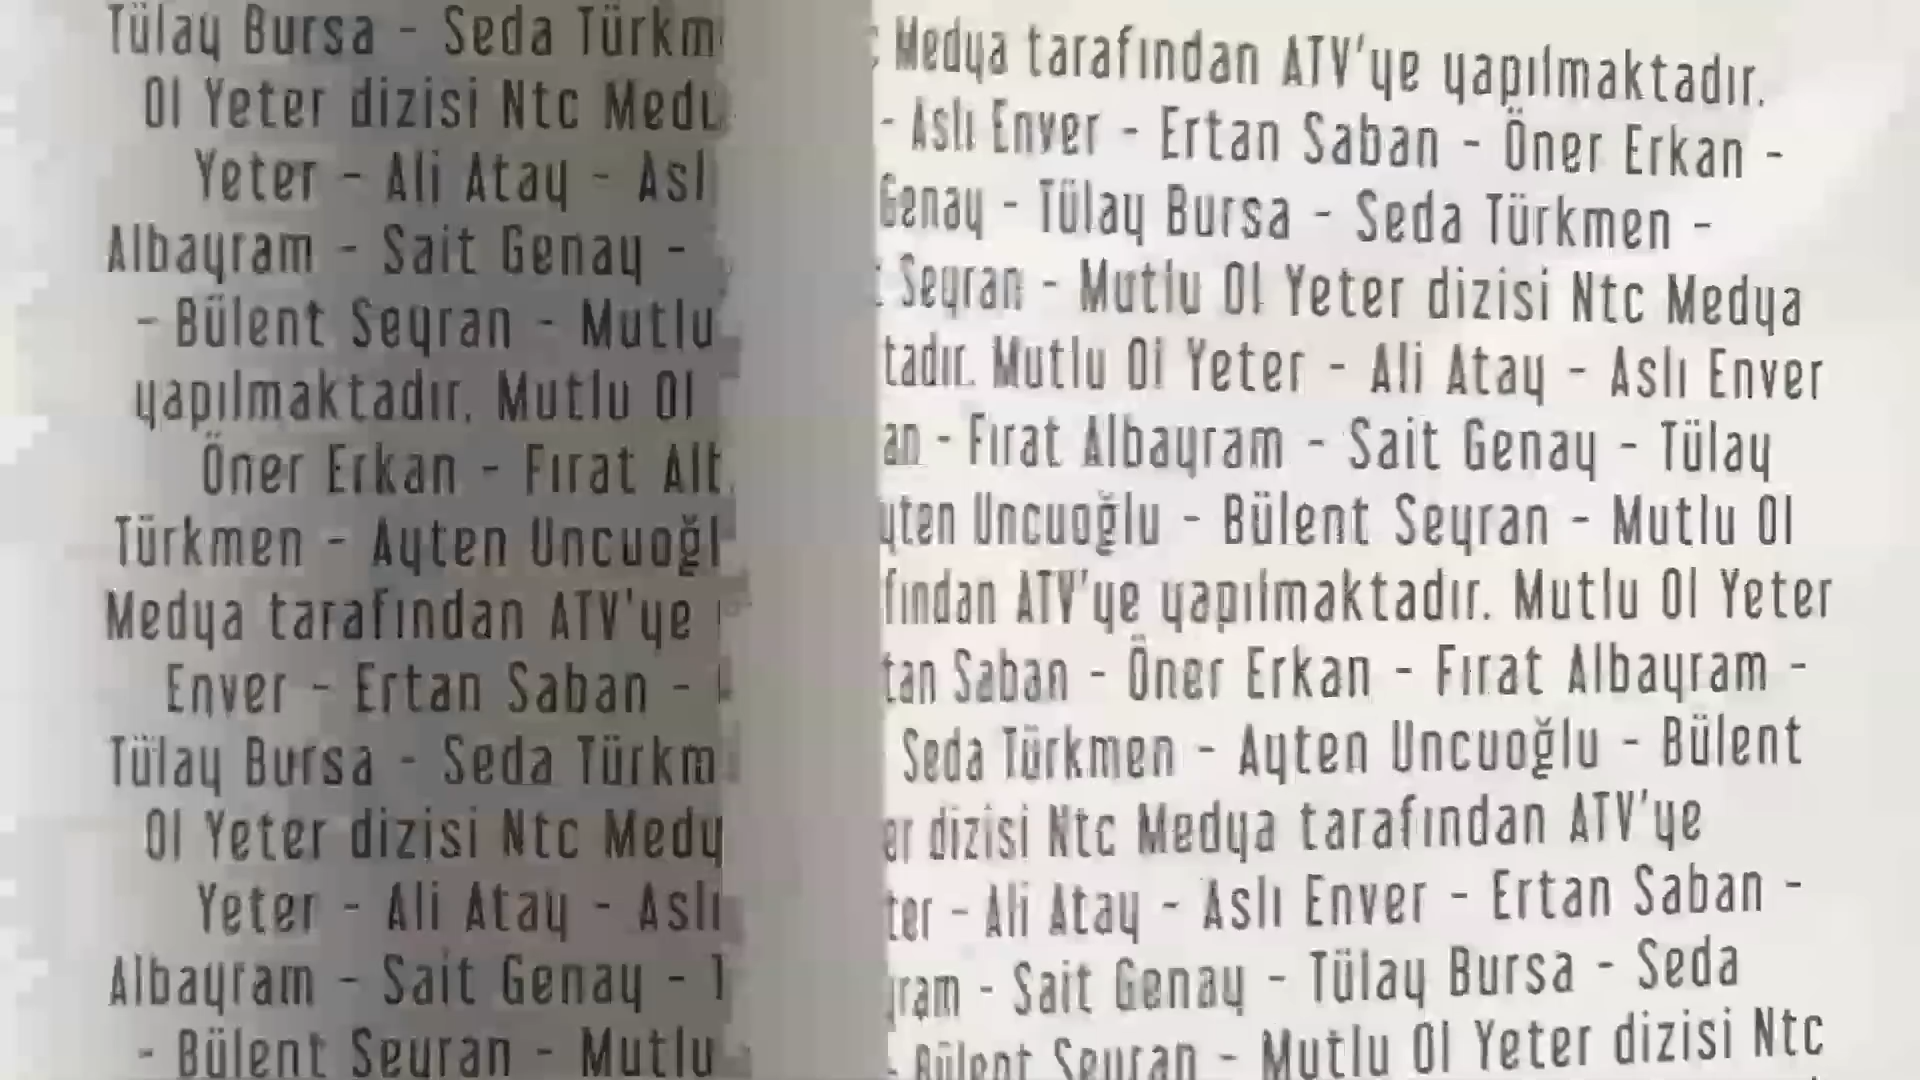 Tülay Bursa - Seda Türkm
Ol Yeter dizisi Ntc Medy
Yeter - Ali Atay - Aslı
Albayram - Sait Genay -
- Bülent Seyran - Mutlu
yapılmaktadır. Mutlu Ol
Öner Erkan - Fırat Alb
Türkmen - Ayten Uncuoğl
Medya tarafından ATV'ye
Enver - Ertan Saban -
Tülay Bursa - Seda Türkm
Ol Yeter dizisi Ntc Medy
Yeter - Ali Atay - Aslı
Albayram - Sait Genay - T
- Bülent Seyran - Mutlu
Medya tarafından ATV'ye yapılmaktadır.
- Aslı Enver - Ertan Saban - Öner Erkan -
Genay - Tülay Bursa - Seda Türkmen -
Seyran - Mutlu Ol Yeter dizisi Ntc Medya
tadır. Mutlu Ol Yeter - Ali Atay - Aslı Enver
an - Fırat Albayram - Sait Genay - Tülay
yten Uncuoğlu - Bülent Seyran - Mutlu Ol
fından ATV'ye yapılmaktadır. Mutlu Ol Yeter
tan Saban - Öner Erkan - Fırat Albayram -
Seda Türkmen - Ayten Uncuoğlu - Bülent
er dizisi Ntc Medya tarafından ATV'ye
ter - Ali Atay - Aslı Enver - Ertan Saban -
yram - Sait Genay - Tülay Bursa - Seda
- Bülent Seyran - Mutlu Ol Yeter dizisi Ntc